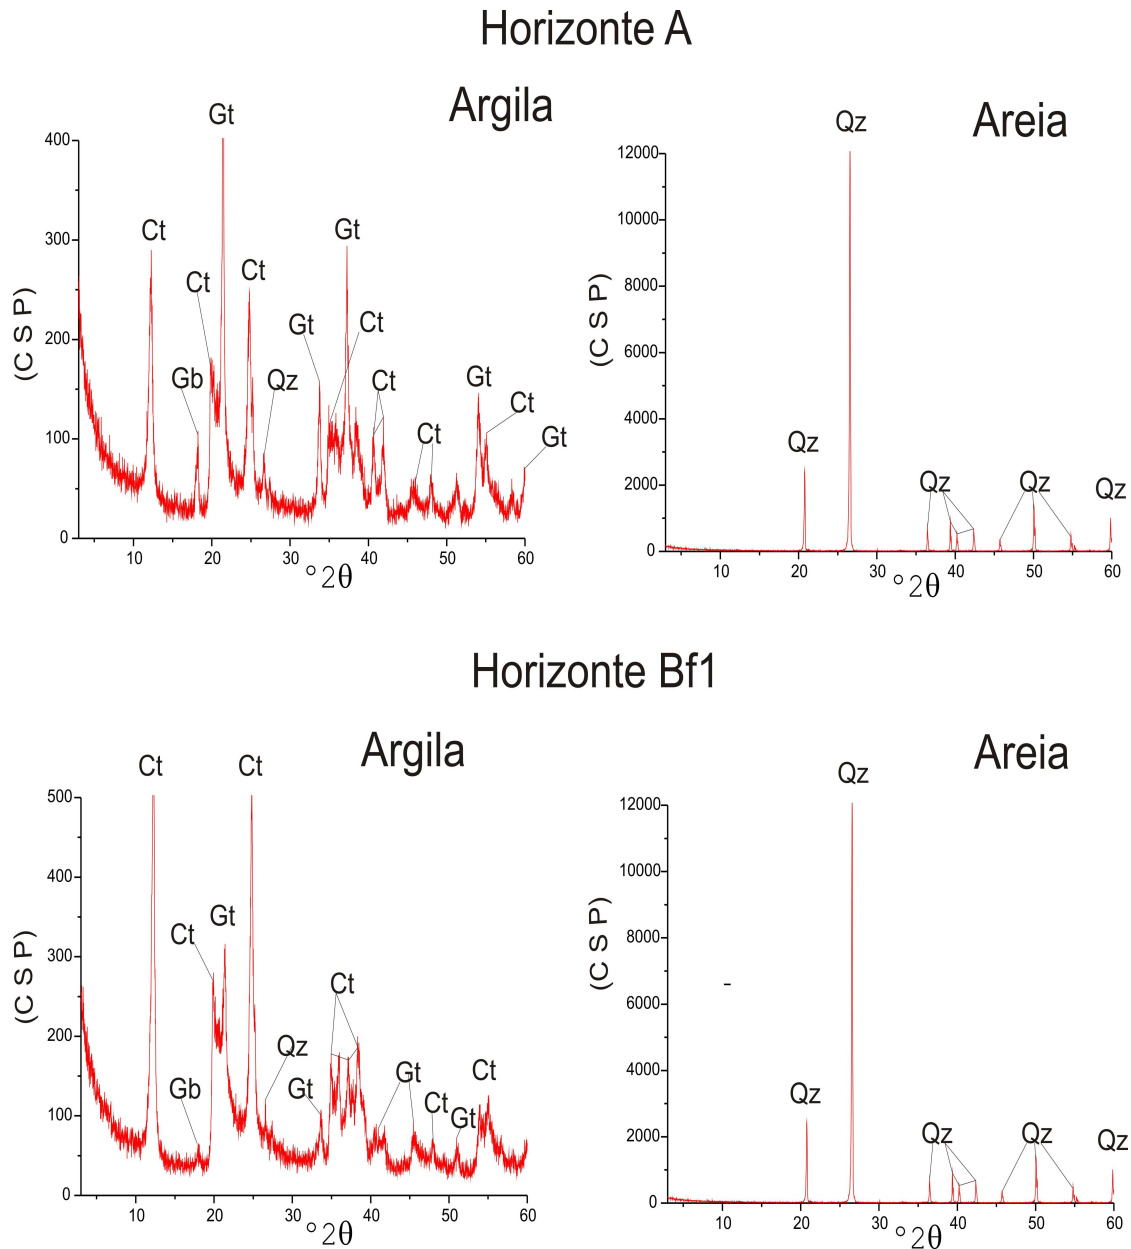 Horizonte A
Argila
Gt
400
Ct
300
Gt
Ct
Ct
Gt
Ct
200
Gb
Qz
Ct
Gt
Ct
100
Ct
Gt
0
10
20
30
40
50
60
(C S P)
°2θ
Areia
Qz
12000
10000
8000
6000
4000
Qz
2000
Qz
Qz
Qz
0
10
20
30
40
50
60
(C S P)
°2θ
Horizonte Bf1
Argila
Ct
Ct
500
400
Gt
Ct
300
Ct
200
Qz
Gb
Gt
Gt
Ct
Gt
Ct
100
0
10
20
30
40
50
60
(C S P)
°2θ
Areia
Qz
12000
10000
8000
6000
-
4000
Qz
2000
Qz
Qz
Qz
0
10
20
30
40
50
60
(C S P)
°2θ